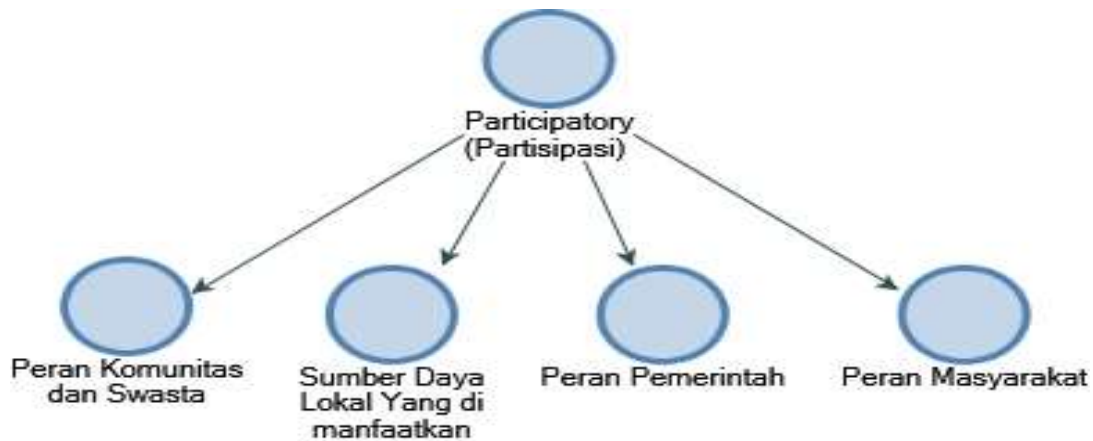 Participatory
(Partisipasi)
Peran Komunitas
dan Swasta
Sumber Daya
Lokal Yang di
manfaatkan
Peran Pemerintah
Peran Masyarakat